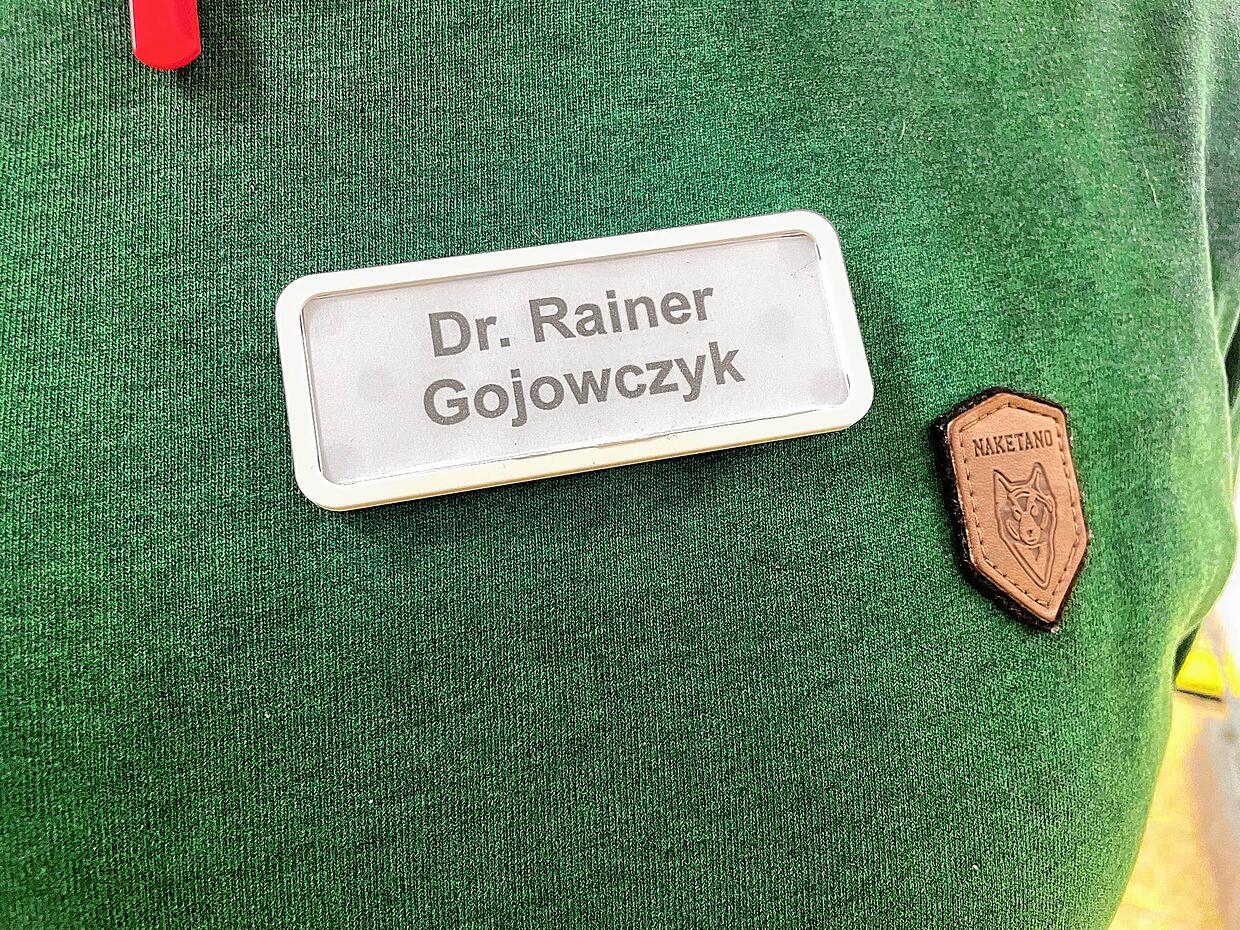 Dr. Rainer
Gojowczyk
NAKETANO